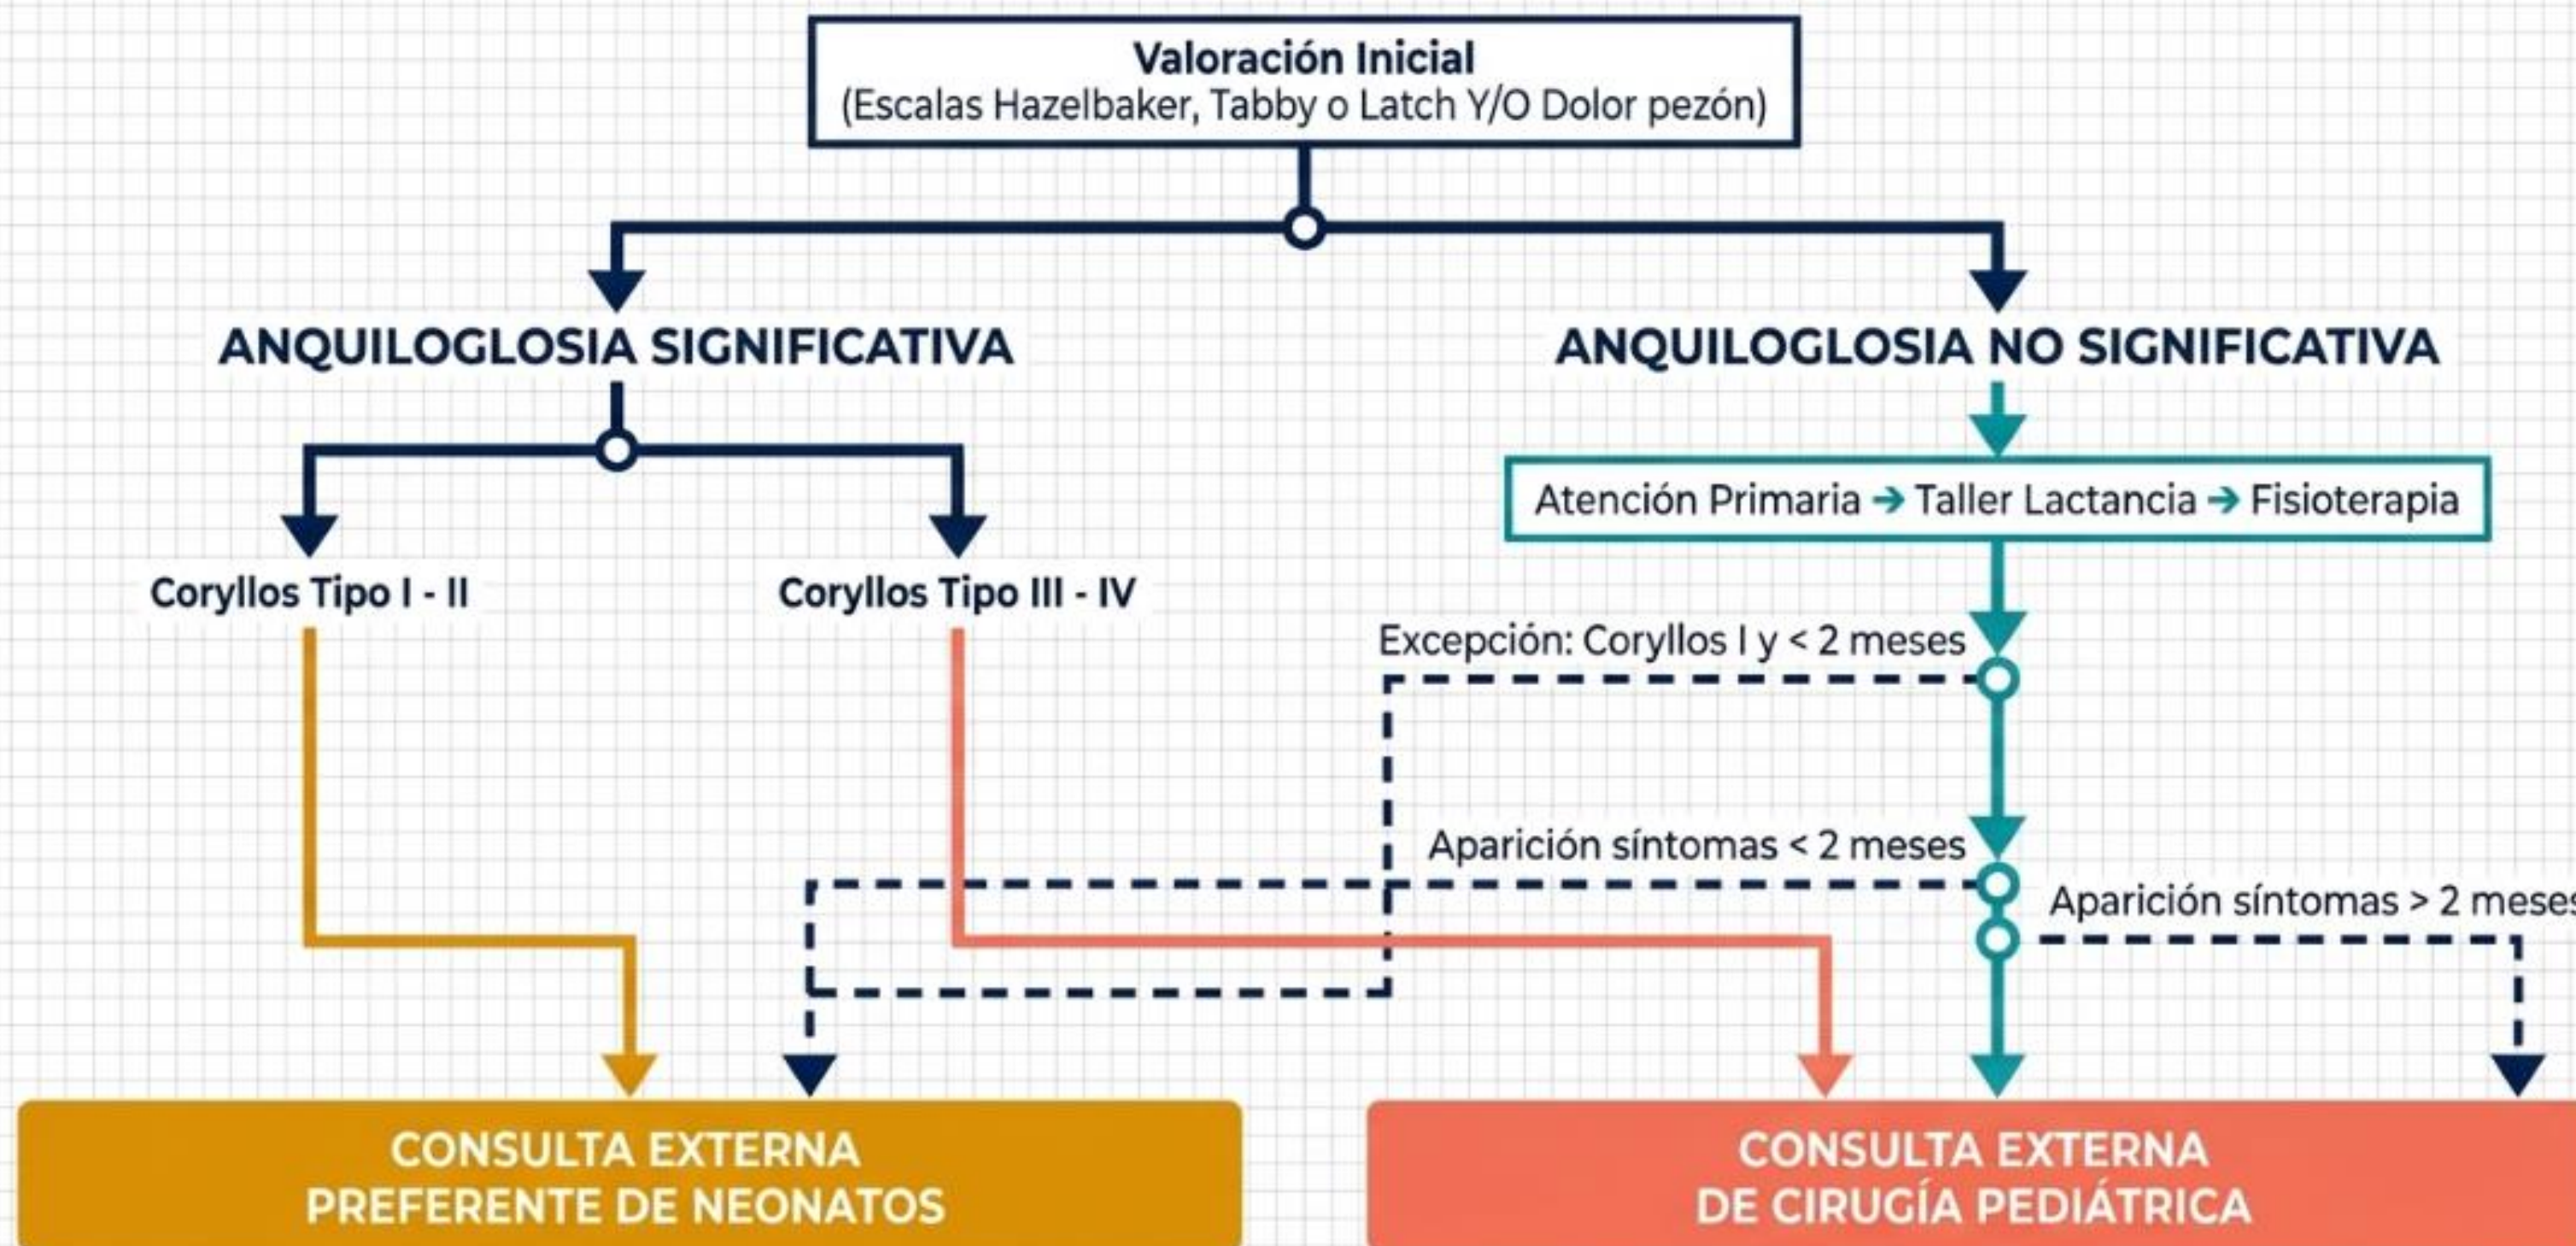 Valoración Inicial
(Escalas Hazelbaker, Tabby o Latch Y/O Dolor pezón)
ANQUILOGLOSIA SIGNIFICATIVA
ANQUILOGLOSIA NO SIGNIFICATIVA
Atención Primaria → Taller Lactancia → Fisioterapia
Coryllos Tipo I - II
Coryllos Tipo III - IV
Excepción: Coryllos I y < 2 meses
Aparición síntomas < 2 meses
Aparición síntomas > 2 meses
CONSULTA EXTERNA
PREFERENTE DE NEONATOS
CONSULTA EXTERNA
DE CIRUGÍA PEDIÁTRICA